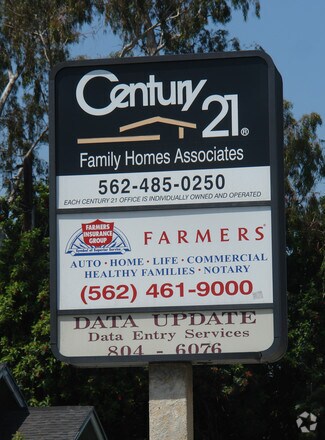 Century 21®
Family Homes Associates
562-485-0250
EACH CENTURY 21 OFFICE IS INDIVIDUALLY OWNED AND OPERATED
FARMERS
INSURANCE
GROUP
FARMERS®
AUTO · HOME · LIFE · COMMERCIAL
HEALTHY FAMILIES · NOTARY
(562) 461-9000
DATA UPDATE
Data Entry Services
804 - 6076